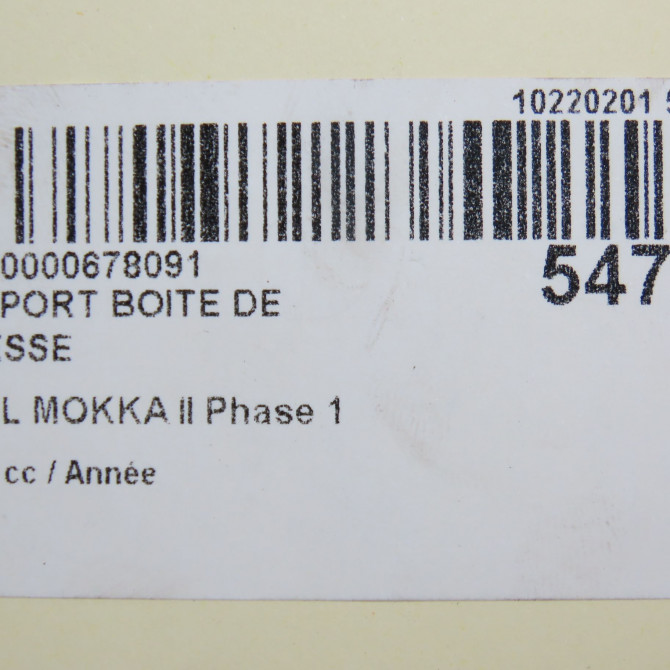 10220201
0000678091
547
PORT BOITE DE
ESSE
L MOKKA II Phase 1
cc / Année